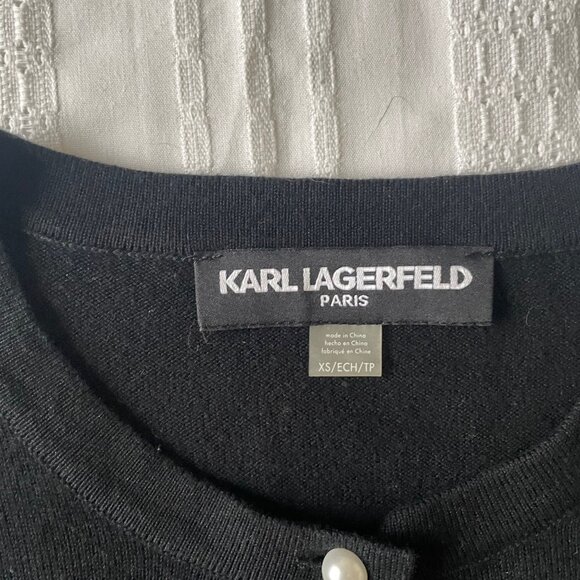 KARL LAGERFELD
PARIS
made in China
hecho en China
fabriqué en Chine
XS/ECH/TP